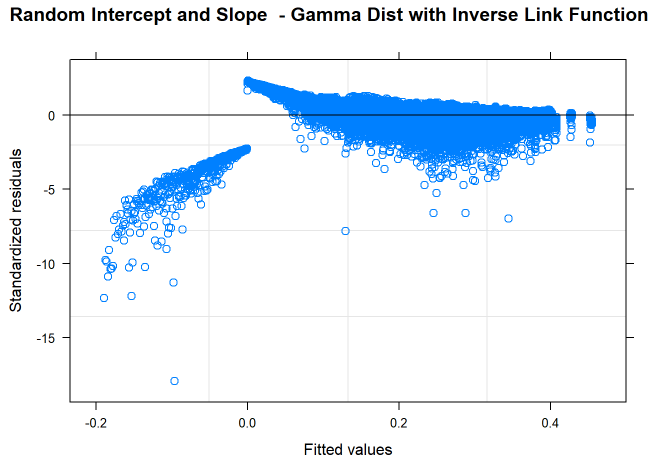 Random Intercept and Slope  - Gamma Dist with Inverse Link Function
0
-5
-10
-15
Standardized residuals
-0.2
0.0
0.2
0.4
Fitted values